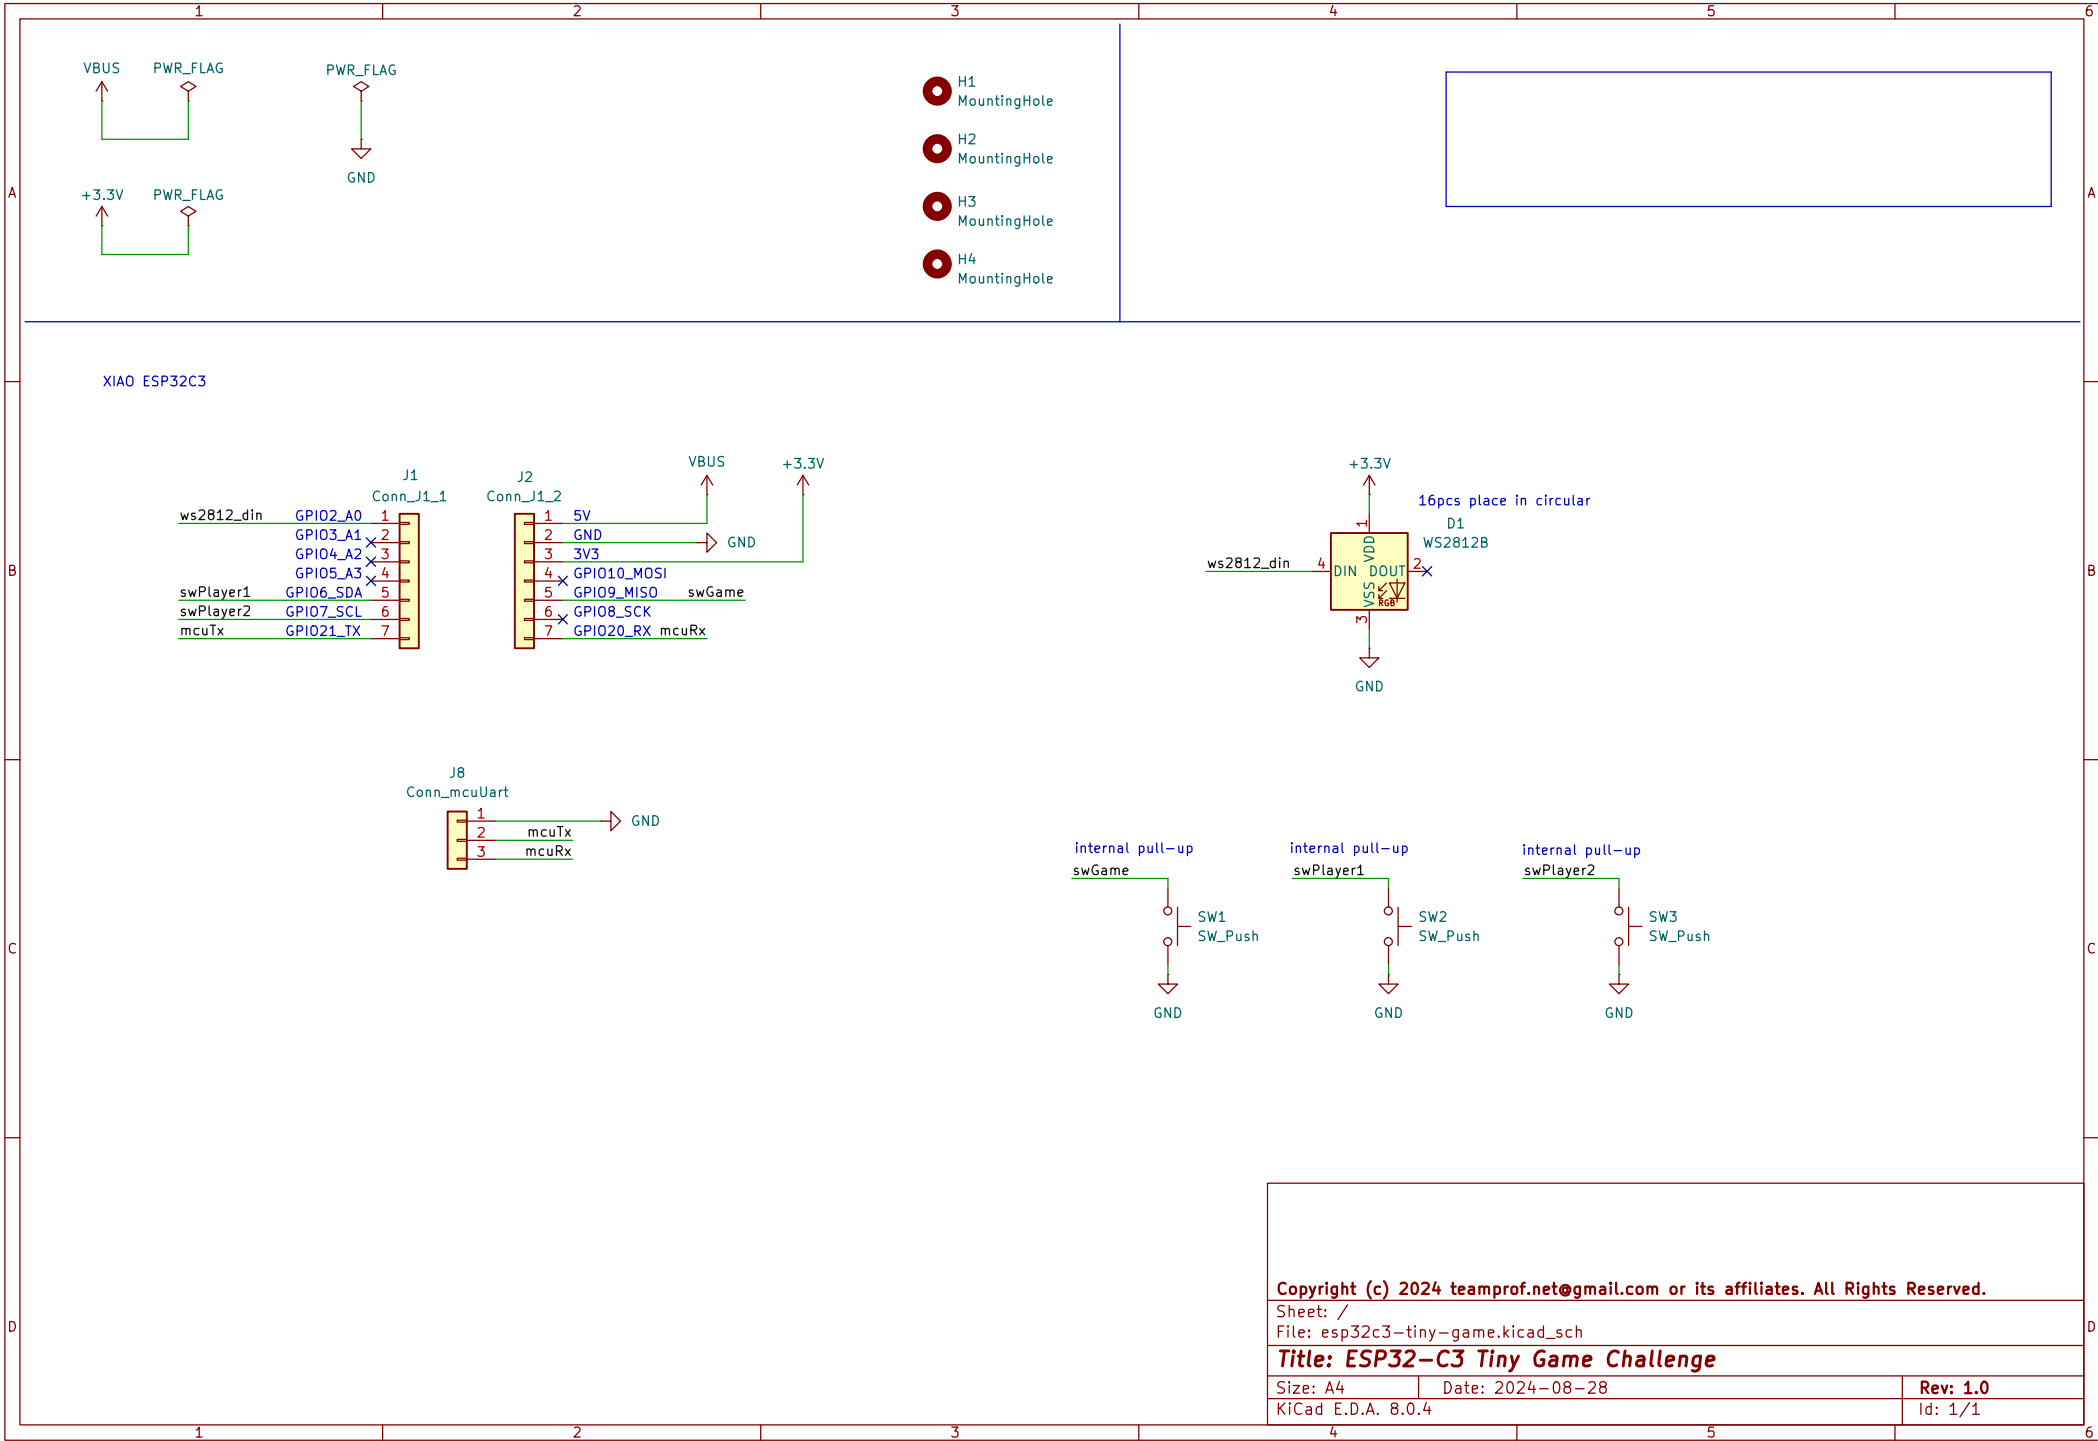 1 2 3 4 5 6
VBUS PWR_FLAG
PWR_FLAG
GND
+3.3V PWR_FLAG
H1
MountingHole
H2
MountingHole
H3
MountingHole
H4
MountingHole
A A
XIAO ESP32C3
J1
Conn_J1_1
ws2812_din GPIO2_A0 1
GPIO3_A1 2
GPIO4_A2 3
GPIO5_A3 4
swPlayer1 GPIO6_SDA 5
swPlayer2 GPIO7_SCL 6
mcuTx GPIO21_TX 7
J2
Conn_J1_2
VBUS
+3.3V
1 5V
2 GND GND
3 3V3
4 GPIO10_MOSI
5 GPIO9_MISO swGame
6 GPIO8_SCK
7 GPIO20_RX mcuRx
+3.3V
16pcs place in circular
D1
WS2812B
1
VDD
ws2812_din 4 DIN DOUT 2
VSS
RGB
3
GND
B B
J8
Conn_mcuUart
1 GND
2 mcuTx
3 mcuRx
internal pull-up
swGame
SW1
SW_Push
GND
internal pull-up
swPlayer1
SW2
SW_Push
GND
internal pull-up
swPlayer2
SW3
SW_Push
GND
C C
Copyright (c) 2024 teamprof.net@gmail.com or its affiliates. All Rights Reserved.
Sheet: /
File: esp32c3-tiny-game.kicad_sch
Title: ESP32-C3 Tiny Game Challenge
Size: A4 Date: 2024-08-28 Rev: 1.0
KiCad E.D.A. 8.0.4 Id: 1/1
D D
1 2 3 4 5 6